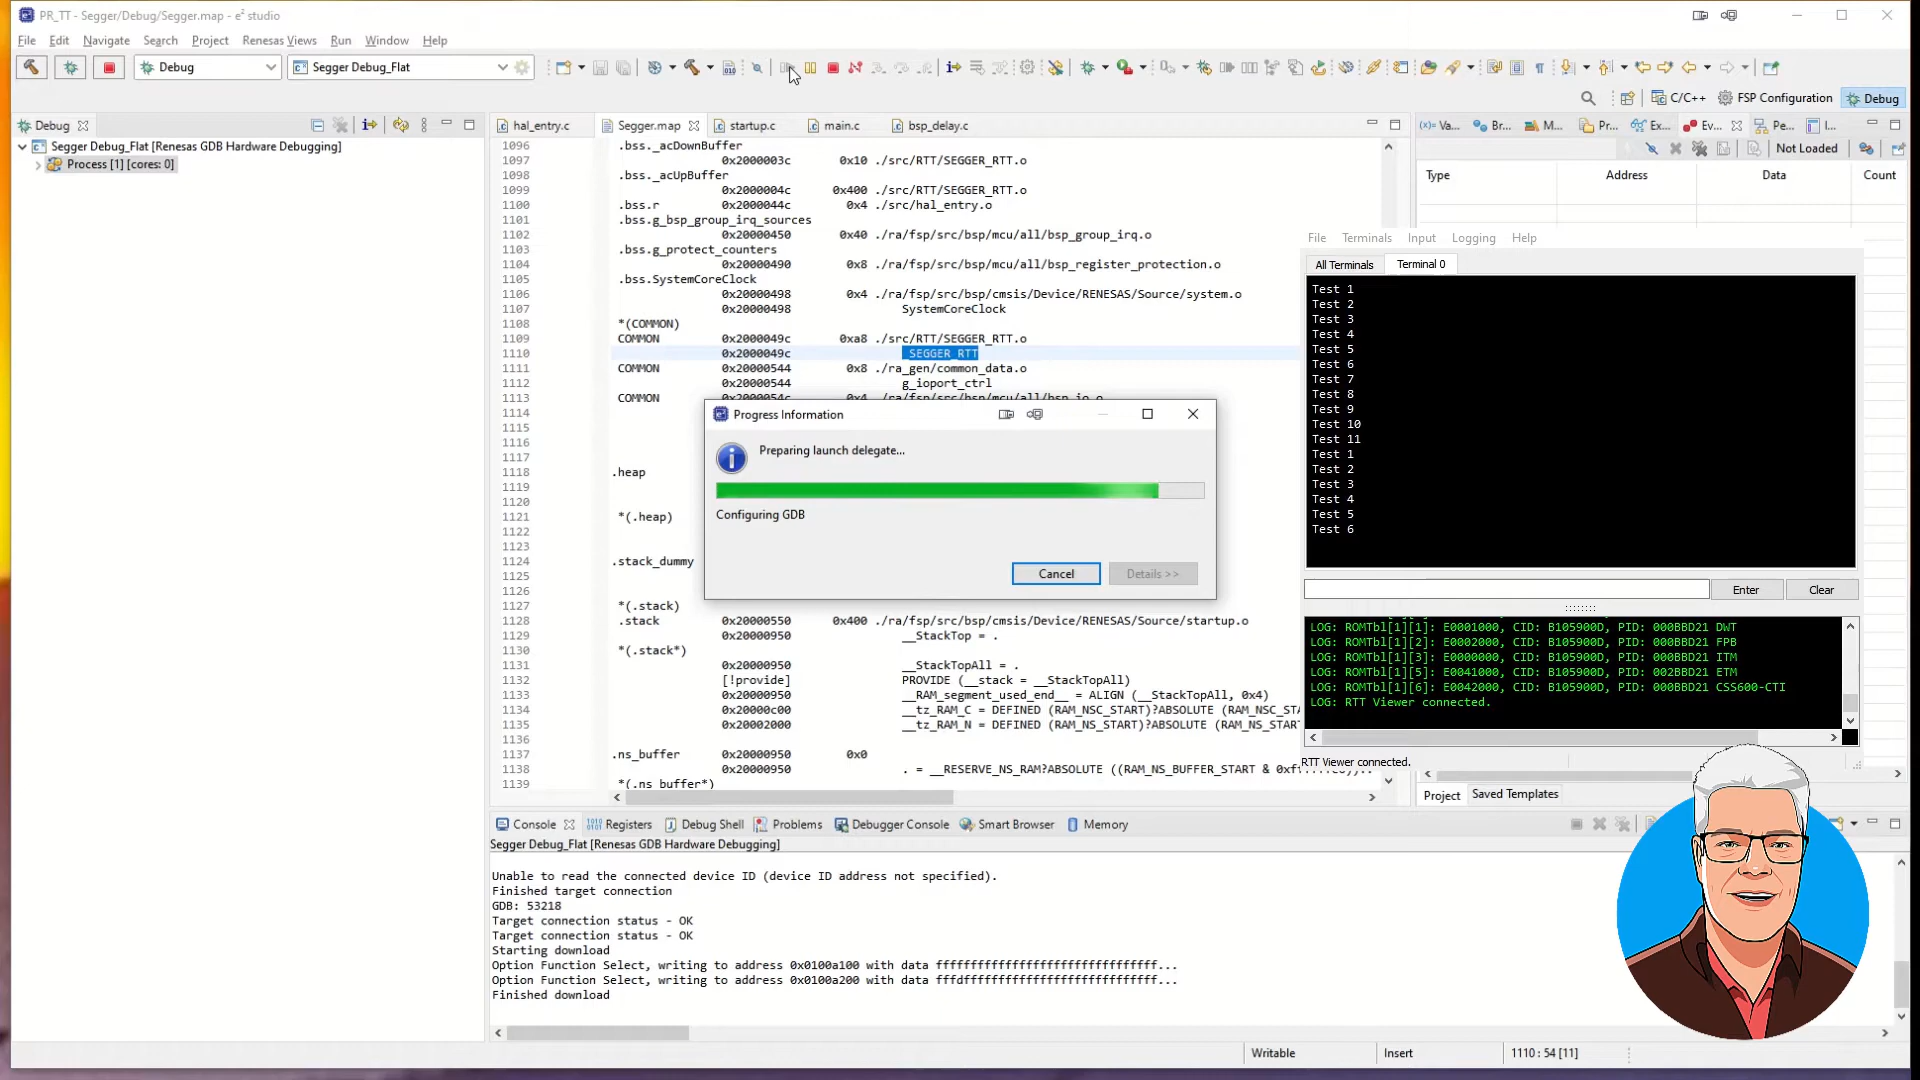 PR_TT - Segger/Debug/Segger.map - e² studio
File Edit Navigate Search Project Renesas Views Run Window Help
Debug Segger Debug_Flat
C/C++ FSP Configuration Debug
Debug
Segger Debug_Flat [Renesas GDB Hardware Debugging]
Process [1] [cores: 0]
hal_entry.c Segger.map startup.c main.c bsp_delay.c
1096 .bss._acDownBuffer
1097 0x2000003c 0x10 ./src/RTT/SEGGER_RTT.o
1098 .bss._acUpBuffer
1099 0x2000004c 0x400 ./src/RTT/SEGGER_RTT.o
1100 .bss.r 0x2000044c 0x4 ./src/hal_entry.o
1101 .bss.g_bsp_group_irq_sources
1102 0x20000450 0x40 ./ra/fsp/src/bsp/mcu/all/bsp_group_irq.o
1103 .bss.g_protect_counters
1104 0x20000490 0x8 ./ra/fsp/src/bsp/mcu/all/bsp_register_protection.o
1105 .bss.SystemCoreClock
1106 0x20000498 0x4 ./ra/fsp/src/bsp/cmsis/Device/RENESAS/Source/system.o
1107 0x20000498 SystemCoreClock
1108 *(COMMON)
1109 COMMON 0x2000049c 0xa8 ./src/RTT/SEGGER_RTT.o
1110 0x2000049c _SEGGER_RTT
1111 COMMON 0x20000544 0x8 ./ra_gen/common_data.o
1112 0x20000544 g_ioport_ctrl
1113 COMMON 0x2000054c 0x4 ./ra/fsp/src/bsp/mcu/all/bsp_io.o
1114
1115
1116
1117
1118 .heap
1119
1120
1121 *(.heap)
1122
1123
1124 .stack_dummy
1125
1126
1127 *(.stack)
1128 .stack 0x20000550 0x400 ./ra/fsp/src/bsp/cmsis/Device/RENESAS/Source/startup.o
1129 0x20000950 __StackTop = .
1130 *(.stack*)
1131 0x20000950 __StackTopAll = .
1132 [!provide] PROVIDE (__stack = __StackTopAll)
1133 0x20000950 __RAM_segment_used_end__ = ALIGN (__StackTopAll, 0x4)
1134 0x20000c00 __tz_RAM_C = DEFINED (RAM_NSC_START)?ABSOLUTE (RAM_NSC_STA
1135 0x20002000 __tz_RAM_N = DEFINED (RAM_NS_START)?ABSOLUTE (RAM_NS_START
1136
1137 .ns_buffer 0x20000950 0x0
1138 0x20000950 . = __RESERVE_NS_RAM?ABSOLUTE ((RAM_NS_BUFFER_START &
1139 *(.ns_buffer*)
Progress Information
Preparing launch delegate...
Configuring GDB
Cancel Details >>
Va... Br... M... Pr... Ex... Ev... Pe... I...
Not Loaded
Type Address Data Count
File Terminals Input Logging Help
All Terminals Terminal 0
Test 1
Test 2
Test 3
Test 4
Test 5
Test 6
Test 7
Test 8
Test 9
Test 10
Test 11
Test 1
Test 2
Test 3
Test 4
Test 5
Test 6
Enter Clear
LOG: ROMTbl[1][1]: E0001000, CID: B105900D, PID: 000BBD21 DWT
LOG: ROMTbl[1][2]: E0002000, CID: B105900D, PID: 000BBD21 FPB
LOG: ROMTbl[1][3]: E0000000, CID: B105900D, PID: 000BBD21 ITM
LOG: ROMTbl[1][5]: E0041000, CID: B105900D, PID: 002BBD21 ETM
LOG: ROMTbl[1][6]: E0042000, CID: B105900D, PID: 000BBD21 CSS600-CTI
LOG: RTT Viewer connected.
RTT Viewer connected.
Project Saved Templates
Console Registers Debug Shell Problems Debugger Console Smart Browser Memory
Segger Debug_Flat [Renesas GDB Hardware Debugging]
Unable to read the connected device ID (device ID address not specified).
Finished target connection
GDB: 53218
Target connection status - OK
Target connection status - OK
Starting download
Option Function Select, writing to address 0x0100a100 with data ffffffffffffffffffffffffffffffff...
Option Function Select, writing to address 0x0100a200 with data fffdffffffffffffffffffffffffffff...
Finished download
Writable Insert 1110 : 54 [11]